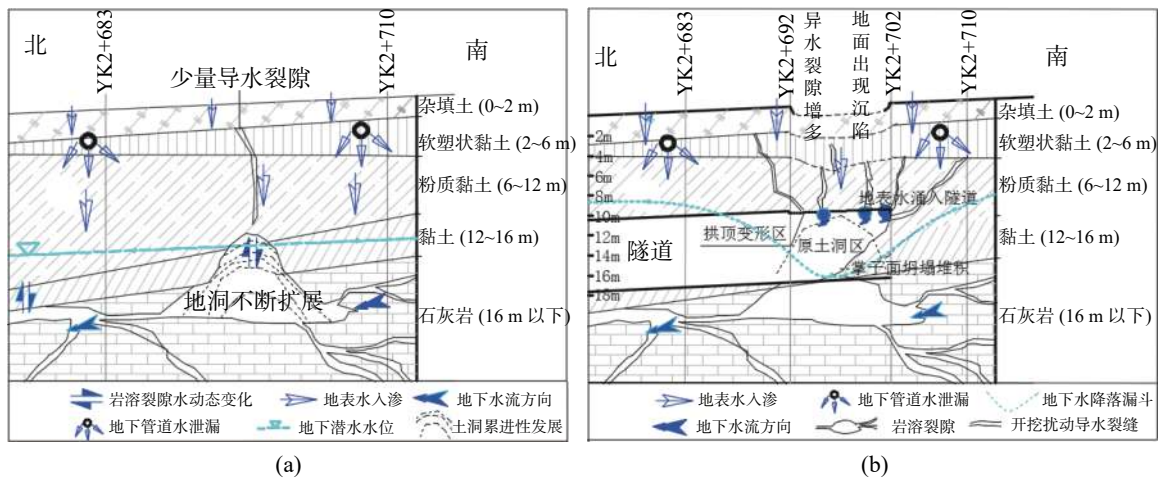 北
YK2+683
少量导水裂隙
YK2+710
南
杂填土 (0~2 m)
软塑状黏土 (2~6 m)
粉质黏土 (6~12 m)
黏土 (12~16 m)
地洞不断扩展
石灰岩 (16 m 以下)
岩溶裂隙水动态变化
地表水入渗
地下水流方向
地下管道水泄漏
地下潜水水位
土洞累进性发展
(a)
北
YK2+683
YK2+692
异水裂隙增多
地面出现沉陷
YK2+702
YK2+710
南
杂填土 (0~2 m)
2m
软塑状黏土 (2~6 m)
4m
6m
粉质黏土 (6~12 m)
8m
地表水涌入隧道
10m
拱顶变形区
12m
原土洞区
黏土 (12~16 m)
隧道
14m
掌子面坍塌堆积
16m
18m
石灰岩 (16 m 以下)
地表水入渗
地下管道水泄漏
地下水降落漏斗
地下水流方向
岩溶裂隙
开挖扰动导水裂缝
(b)